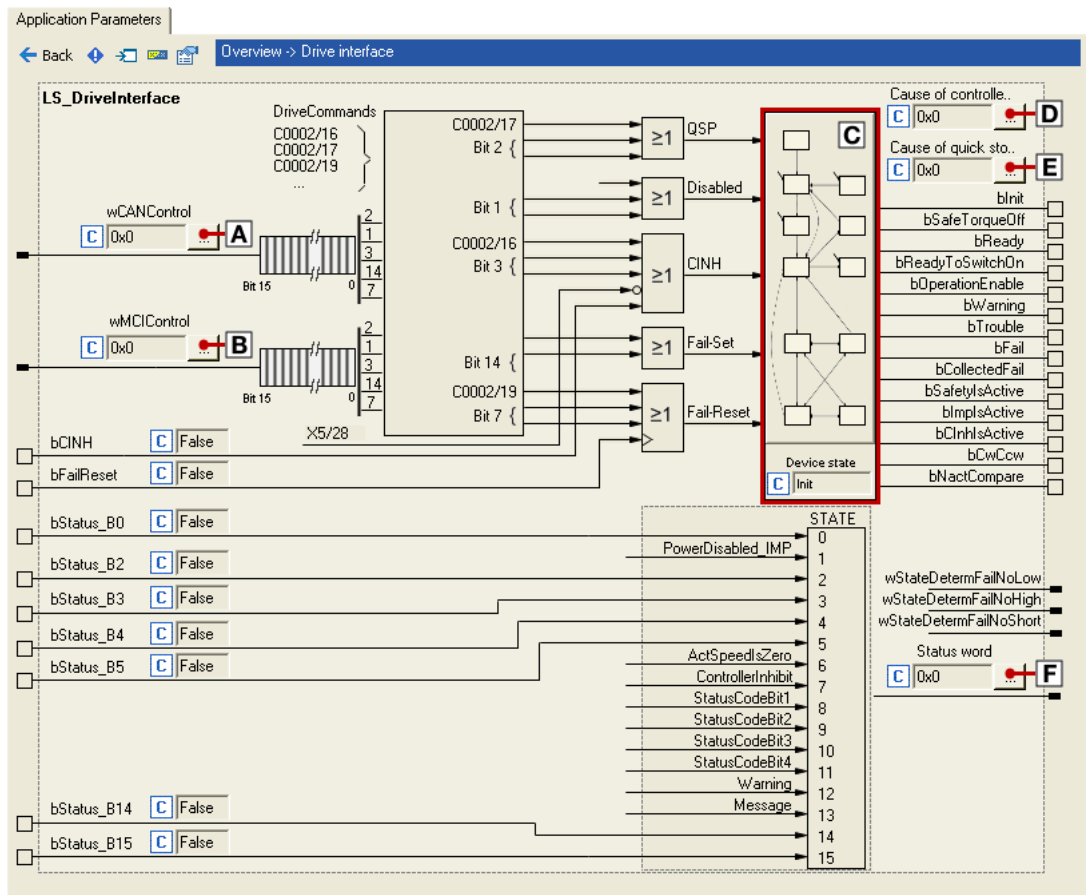 Application Parameters
Back
Overview -> Drive interface
LS_DriveInterface
DriveCommands
C0002/16
C0002/17
C0002/19
...
wCANControl
C 0x0 ... A
Bit 15 0
2
1
3
14
7
wMCIControl
C 0x0 ... B
Bit 15 0
2
1
3
14
7
X5/28
C0002/17
Bit 2 {
Bit 1 {
C0002/16
Bit 3 {
Bit 14 {
C0002/19
Bit 7 {
≥1 QSP
≥1 Disabled
≥1 CINH
≥1 Fail-Set
≥1 Fail-Reset
C
Device state
C Init
Cause of controlle..
C 0x0 ... D
Cause of quick sto..
C 0x0 ... E
bInit
bSafeTorqueOff
bReady
bReadyToSwitchOn
bOperationEnable
bWarning
bTrouble
bFail
bCollectedFail
bSafetyIsActive
bImpIsActive
bCInhIsActive
bCwCcw
bNactCompare
bCINH C False
bFailReset C False
bStatus_B0 C False
bStatus_B2 C False
bStatus_B3 C False
bStatus_B4 C False
bStatus_B5 C False
bStatus_B14 C False
bStatus_B15 C False
STATE
0
PowerDisabled_IMP 1
2
3
4
5
ActSpeedIsZero 6
ControllerInhibit 7
StatusCodeBit1 8
StatusCodeBit2 9
StatusCodeBit3 10
StatusCodeBit4 11
Warning 12
Message 13
14
15
wStateDetermFailNoLow
wStateDetermFailNoHigh
wStateDetermFailNoShort
Status word
C 0x0 ... F